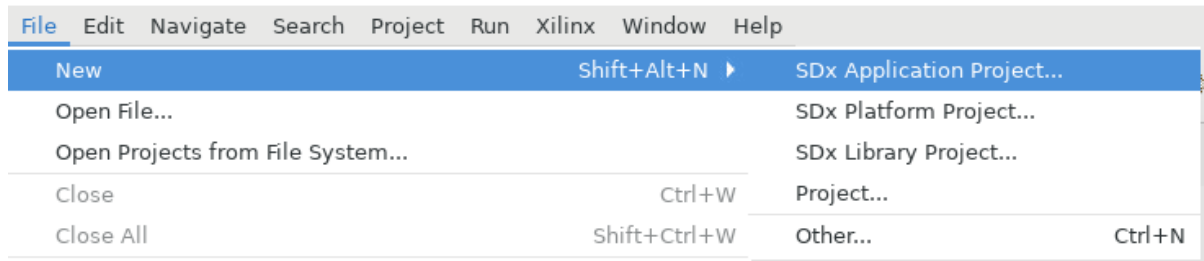 File Edit Navigate Search Project Run Xilinx Window Help
New Shift+Alt+N SDx Application Project...
Open File... SDx Platform Project...
Open Projects from File System... SDx Library Project...
Close Ctrl+W Project...
Close All Shift+Ctrl+W Other... Ctrl+N